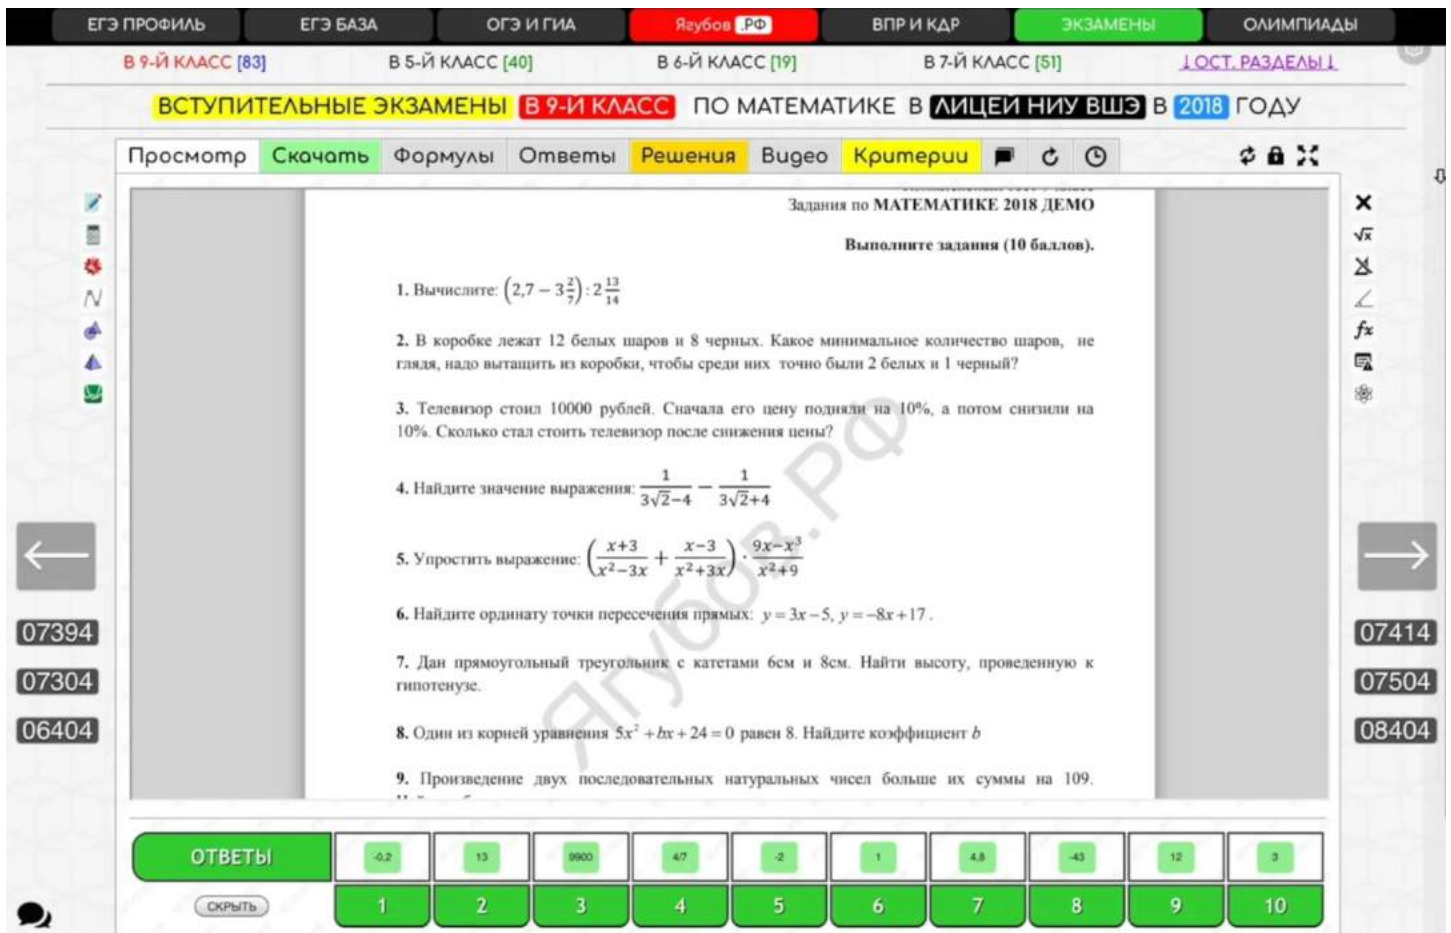 ЕГЭ ПРОФИЛЬ ЕГЭ БАЗА ОГЭ И ГИА Ягубов .РФ ВПР И КДР ЭКЗАМЕНЫ ОЛИМПИАДЫ
В 9-Й КЛАСС [83] В 5-Й КЛАСС [40] В 6-Й КЛАСС [19] В 7-Й КЛАСС [51] ↓ОСТ. РАЗДЕЛЫ↓
ВСТУПИТЕЛЬНЫЕ ЭКЗАМЕНЫ В 9-Й КЛАСС ПО МАТЕМАТИКЕ В ЛИЦЕЙ НИУ ВШЭ В 2018 ГОДУ
Просмотр Скачать Формулы Ответы Решения Видео Критерии
Задания по МАТЕМАТИКЕ 2018 ДЕМО
Выполните задания (10 баллов).
1. Вычислите: (2,7 − 3 2/7) : 2 13/14
2. В коробке лежат 12 белых шаров и 8 черных. Какое минимальное количество шаров, не
глядя, надо вытащить из коробки, чтобы среди них точно были 2 белых и 1 черный?
3. Телевизор стоил 10000 рублей. Сначала его цену подняли на 10%, а потом снизили на
10%. Сколько стал стоить телевизор после снижения цены?
4. Найдите значение выражения: 1/(3√2−4) − 1/(3√2+4)
5. Упростить выражение: ((x+3)/(x²−3x) + (x−3)/(x²+3x)) · (9x−x³)/(x²+9)
6. Найдите ординату точки пересечения прямых: y = 3x − 5, y = −8x + 17 .
7. Дан прямоугольный треугольник с катетами 6см и 8см. Найти высоту, проведенную к
гипотенузе.
8. Один из корней уравнения 5x² + bx + 24 = 0 равен 8. Найдите коэффициент b
9. Произведение двух последовательных натуральных чисел больше их суммы на 109.
Ягубов.РФ
√x
fx
07394
07304
06404
07414
07504
08404
ОТВЕТЫ -0,2 13 9900 4/7 -2 1 4,8 -43 12 3
СКРЫТЬ 1 2 3 4 5 6 7 8 9 10